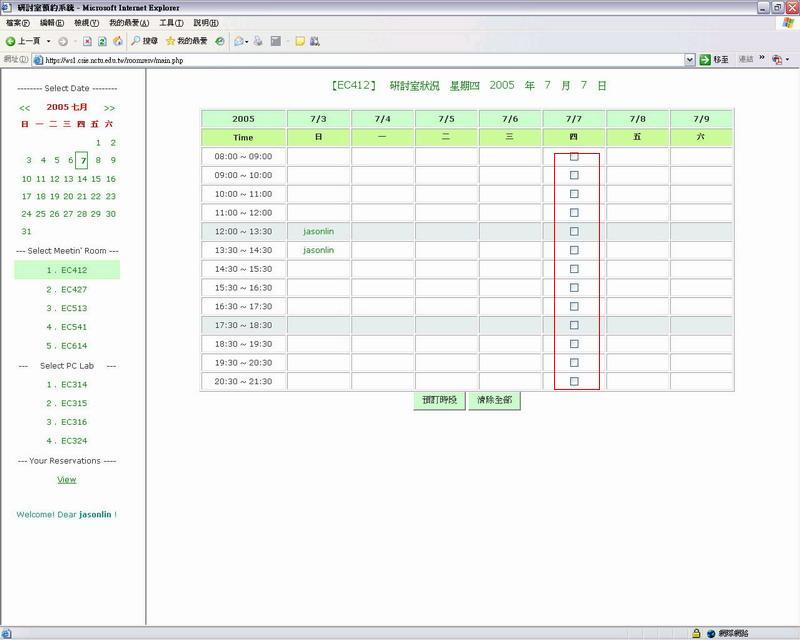 研討室預約系統 - Microsoft Internet Explorer
檔案(F) 編輯(E) 檢視(V) 我的最愛(A) 工具(T) 說明(H)
上一頁 搜尋 我的最愛
網址(D) https://ws1.csie.nctu.edu.tw/roomresv/main.php 移至 連結 »
-------- Select Date --------
<< 2005 七月 >>
日 一 二 三 四 五 六
1 2
3 4 5 6 7 8 9
10 11 12 13 14 15 16
17 18 19 20 21 22 23
24 25 26 27 28 29 30
31
--- Select Meetin' Room ---
1 . EC412
2 . EC427
3 . EC513
4 . EC541
5 . EC614
--- Select PC Lab ---
1 . EC314
2 . EC315
3 . EC316
4 . EC324
--- Your Reservations ----
View
Welcome! Dear jasonlin !
【EC412】 研討室狀況 星期四 2005 年 7 月 7 日
2005 7/3 7/4 7/5 7/6 7/7 7/8 7/9
Time 日 一 二 三 四 五 六
08:00 ~ 09:00
09:00 ~ 10:00
10:00 ~ 11:00
11:00 ~ 12:00
12:00 ~ 13:30 jasonlin
13:30 ~ 14:30 jasonlin
14:30 ~ 15:30
15:30 ~ 16:30
16:30 ~ 17:30
17:30 ~ 18:30
18:30 ~ 19:30
19:30 ~ 20:30
20:30 ~ 21:30
預訂時段 清除全部
網際網路